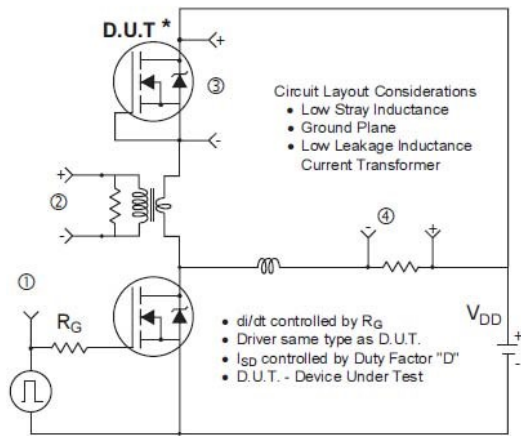 D.U.T *
+
③
-
Circuit Layout Considerations
• Low Stray Inductance
• Ground Plane
• Low Leakage Inductance
Current Transformer
+
②
-
④
- +
①
RG
VDD
+
-
• di/dt controlled by RG
• Driver same type as D.U.T.
• ISD controlled by Duty Factor "D"
• D.U.T. - Device Under Test